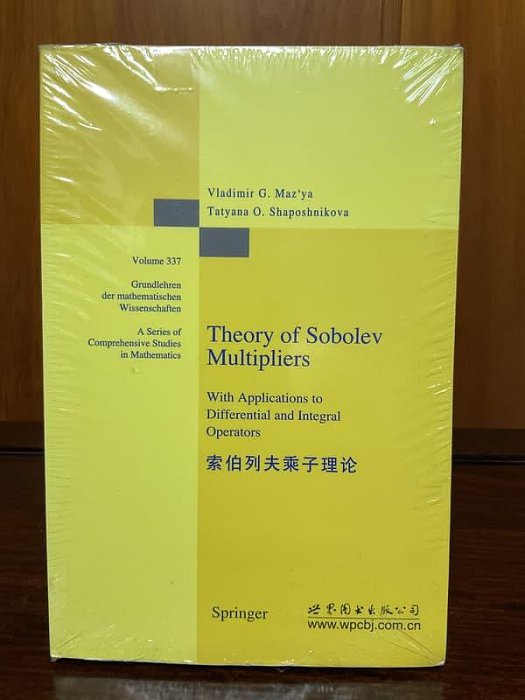 Vladimir G. Maz'ya
Tatyana O. Shaposhnikova
Volume 337
Grundlehren
der mathematischen
Wissenschaften
A Series of
Comprehensive Studies
in Mathematics
Theory of Sobolev
Multipliers
With Applications to
Differential and Integral
Operators
索伯列夫乘子理论
Springer
世界图书出版公司
www.wpcbj.com.cn